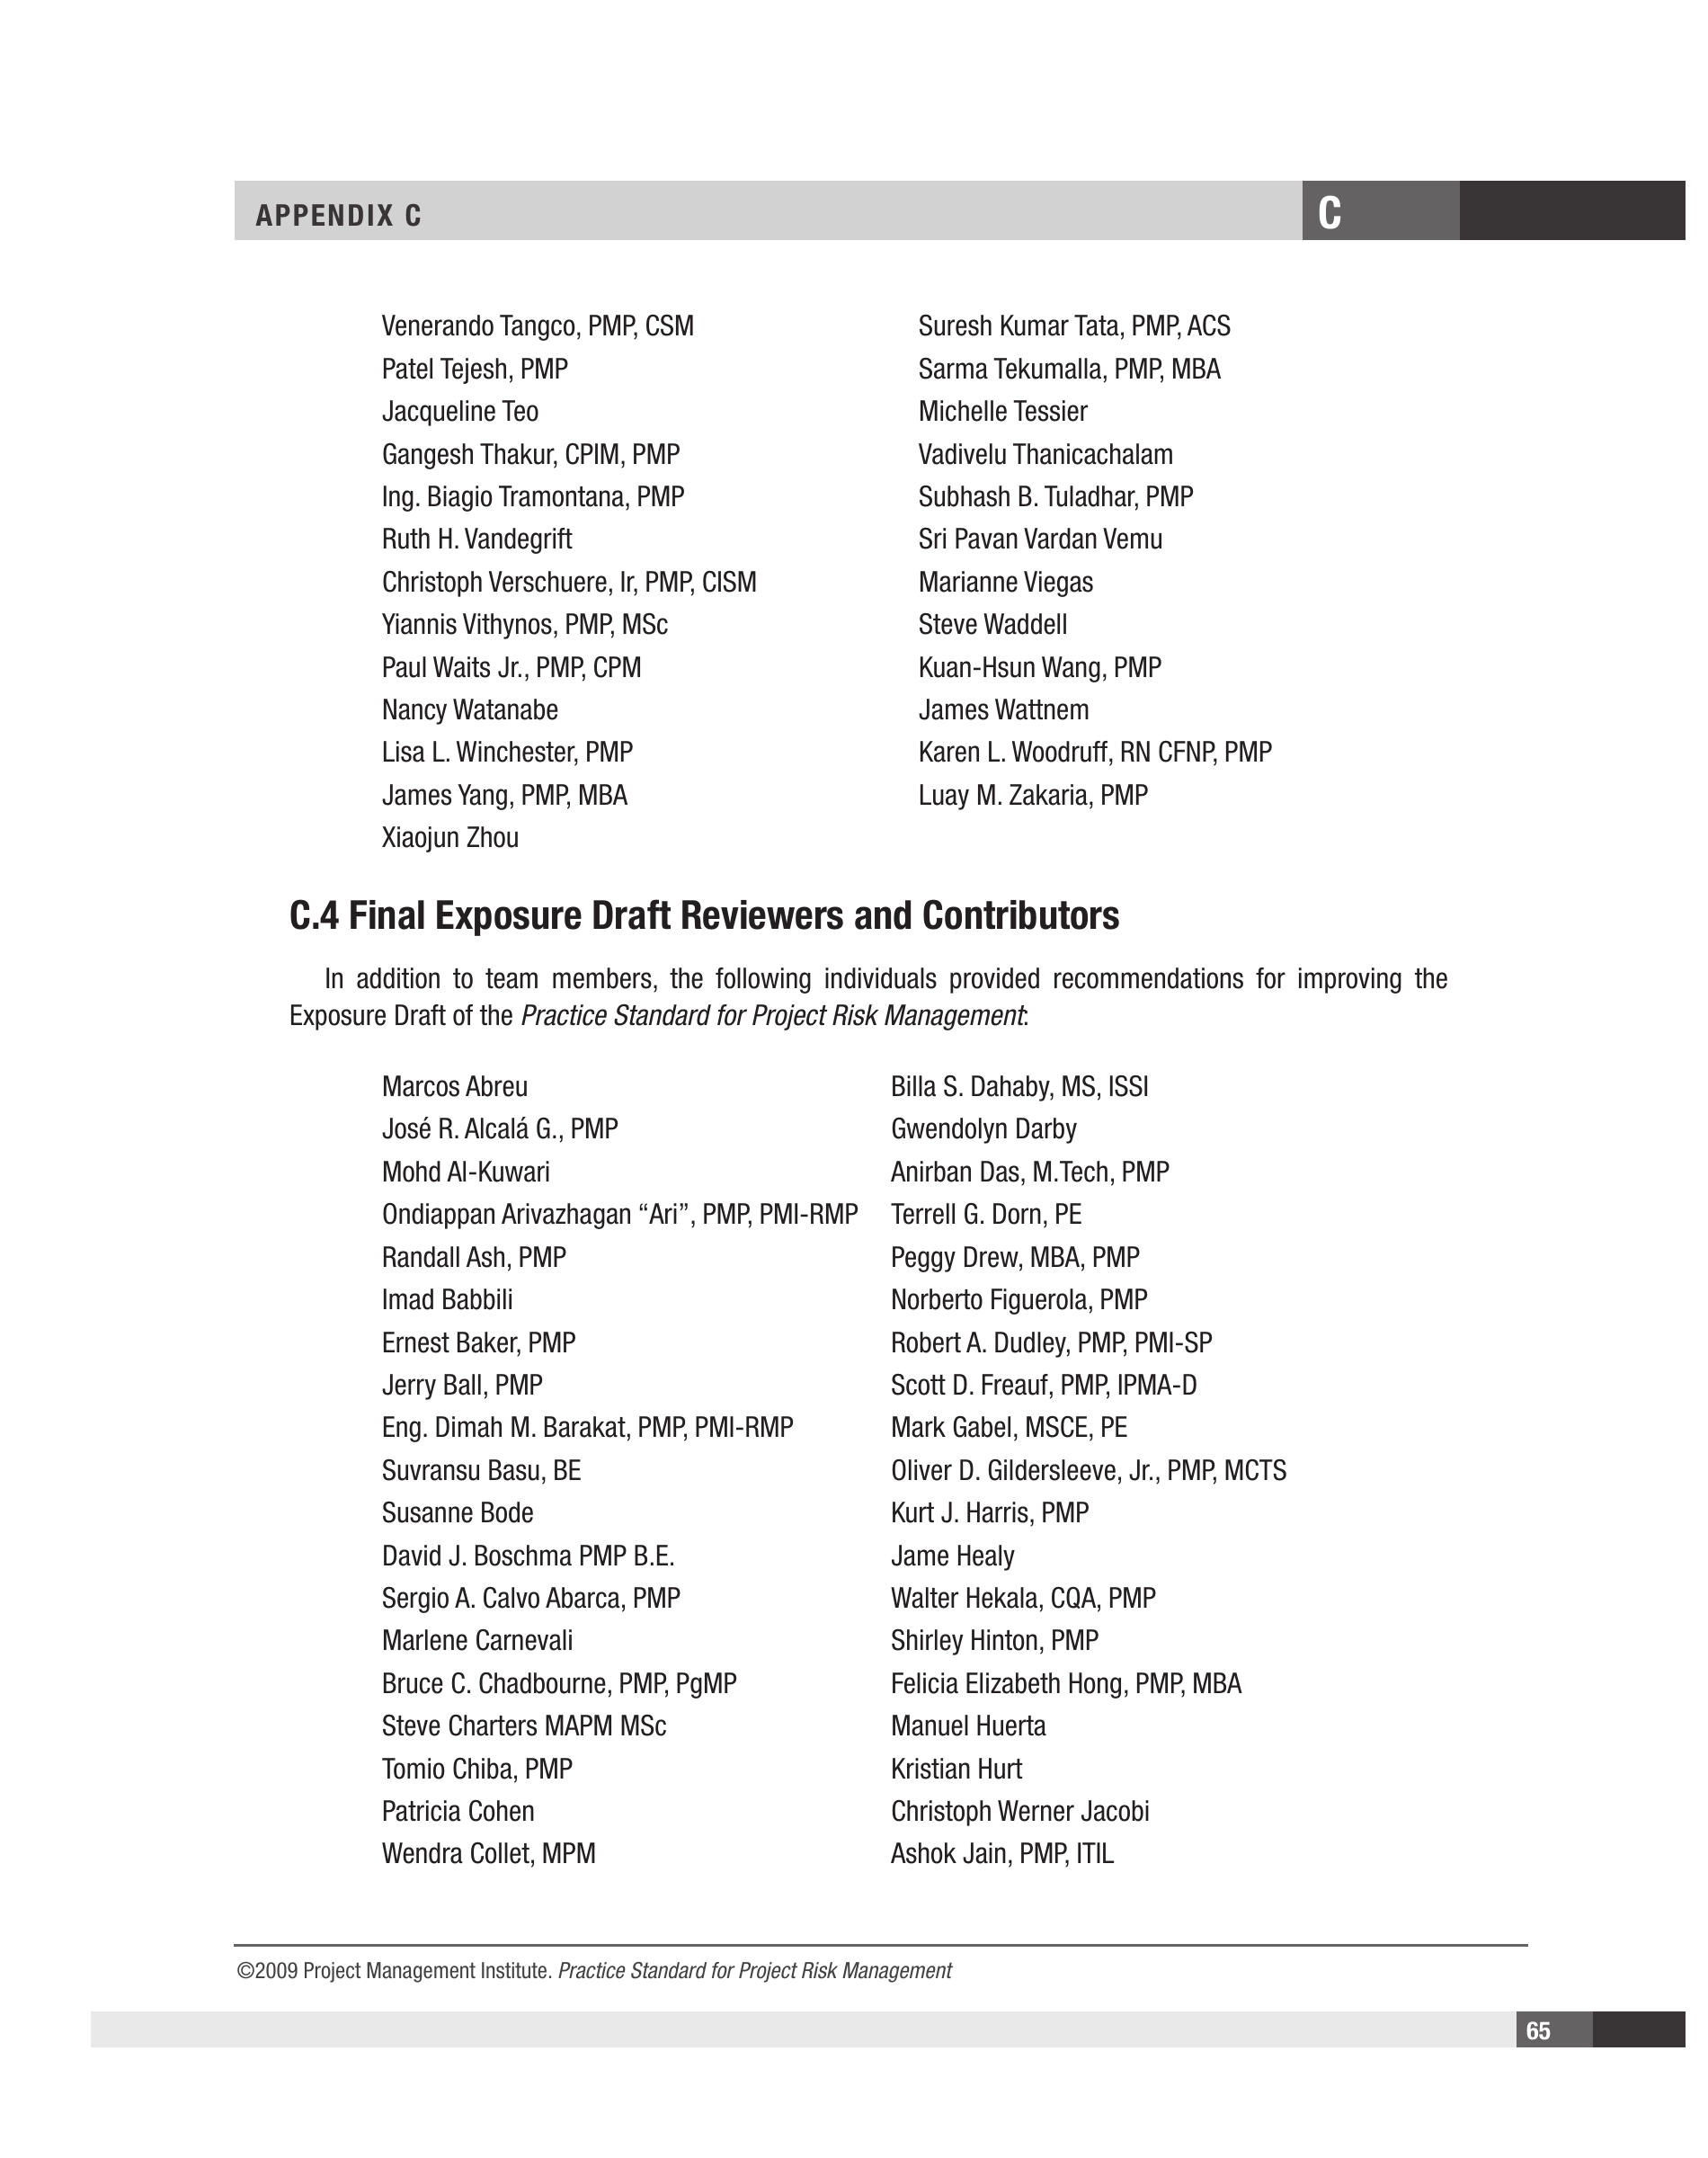 APPENDIX C
C
Venerando Tangco, PMP, CSM
Suresh Kumar Tata, PMP, ACS
Patel Tejesh, PMP
Sarma Tekumalla, PMP, MBA
Jacqueline Teo
Michelle Tessier
Gangesh Thakur, CPIM, PMP
Vadivelu Thanicachalam
Ing. Biagio Tramontana, PMP
Subhash B. Tuladhar, PMP
Ruth H. Vandegrift
Sri Pavan Vardan Vemu
Christoph Verschuere, Ir, PMP, CISM
Marianne Viegas
Yiannis Vithynos, PMP, MSc
Steve Waddell
Paul Waits Jr., PMP, CPM
Kuan-Hsun Wang, PMP
Nancy Watanabe
James Wattnem
Lisa L. Winchester, PMP
Karen L. Woodruff, RN CFNP, PMP
James Yang, PMP, MBA
Luay M. Zakaria, PMP
Xiaojun Zhou
C.4 Final Exposure Draft Reviewers and Contributors
In addition to team members, the following individuals provided recommendations for improving the
Exposure Draft of the Practice Standard for Project Risk Management:
Marcos Abreu
Billa S. Dahaby, MS, ISSI
José R. Alcalá G., PMP
Gwendolyn Darby
Mohd Al-Kuwari
Anirban Das, M.Tech, PMP
Ondiappan Arivazhagan “Ari”, PMP, PMI-RMP
Terrell G. Dorn, PE
Randall Ash, PMP
Peggy Drew, MBA, PMP
Imad Babbili
Norberto Figuerola, PMP
Ernest Baker, PMP
Robert A. Dudley, PMP, PMI-SP
Jerry Ball, PMP
Scott D. Freauf, PMP, IPMA-D
Eng. Dimah M. Barakat, PMP, PMI-RMP
Mark Gabel, MSCE, PE
Suvransu Basu, BE
Oliver D. Gildersleeve, Jr., PMP, MCTS
Susanne Bode
Kurt J. Harris, PMP
David J. Boschma PMP B.E.
Jame Healy
Sergio A. Calvo Abarca, PMP
Walter Hekala, CQA, PMP
Marlene Carnevali
Shirley Hinton, PMP
Bruce C. Chadbourne, PMP, PgMP
Felicia Elizabeth Hong, PMP, MBA
Steve Charters MAPM MSc
Manuel Huerta
Tomio Chiba, PMP
Kristian Hurt
Patricia Cohen
Christoph Werner Jacobi
Wendra Collet, MPM
Ashok Jain, PMP, ITIL
©2009 Project Management Institute. Practice Standard for Project Risk Management
65